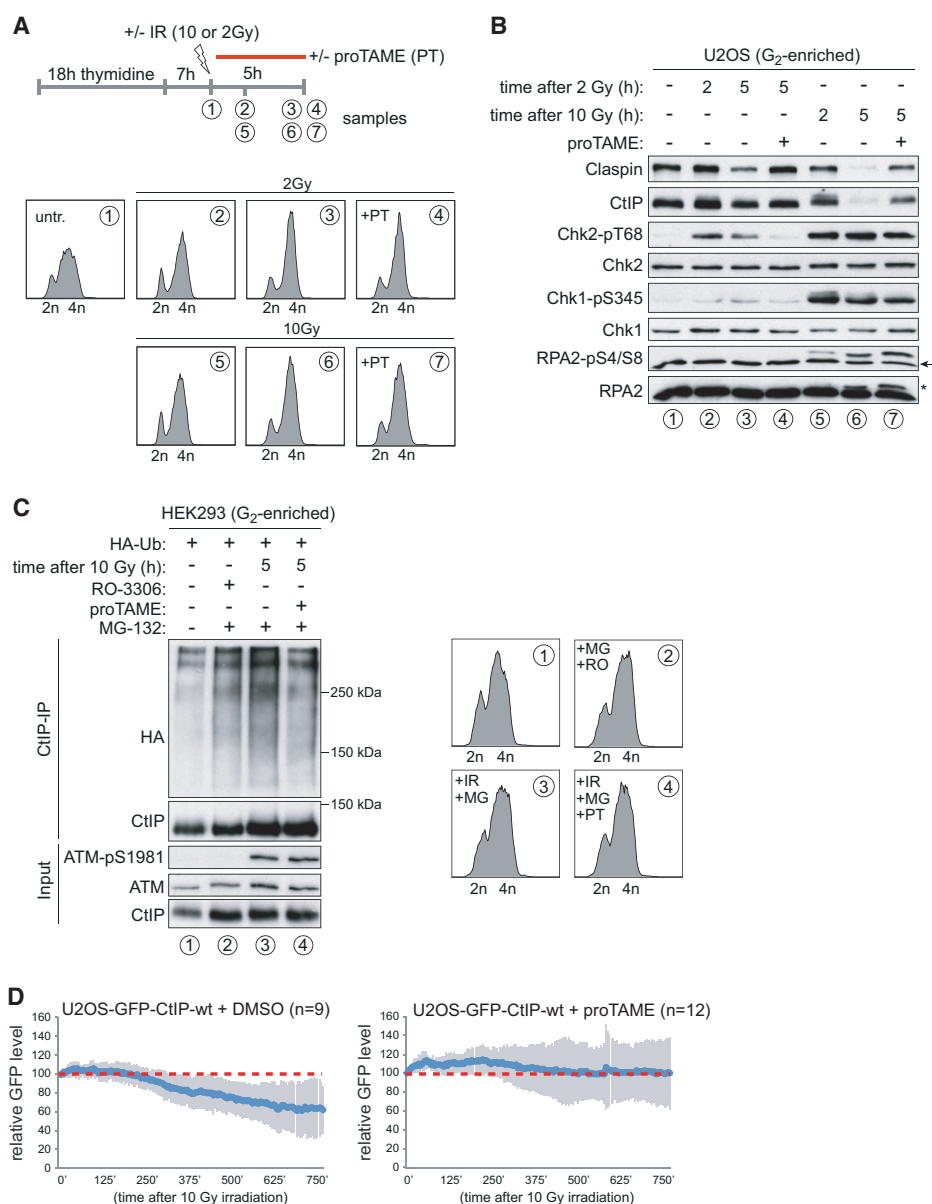 A
+/- IR (10 or 2Gy)
+/- proTAME (PT)
18h thymidine
7h
5h
① ② ③ ④
⑤ ⑥ ⑦
samples
2Gy
untr.
①
②
③
+PT
④
2n 4n
2n 4n
2n 4n
2n 4n
10Gy
⑤
⑥
+PT
⑦
2n 4n
2n 4n
2n 4n
B
U2OS (G2-enriched)
time after 2 Gy (h): - 2 5 5 - - -
time after 10 Gy (h): - - - - 2 5 5
proTAME: - - - + - - +
Claspin
CtIP
Chk2-pT68
Chk2
Chk1-pS345
Chk1
RPA2-pS4/S8
RPA2
*
① ② ③ ④ ⑤ ⑥ ⑦
C
HEK293 (G2-enriched)
HA-Ub: + + + +
time after 10 Gy (h): - - 5 5
RO-3306: - + - -
proTAME: - - - +
MG-132: - + + +
CtIP-IP
HA
250 kDa
150 kDa
150 kDa
CtIP
Input
ATM-pS1981
ATM
CtIP
① ② ③ ④
①
+MG
+RO
②
2n 4n
2n 4n
+IR
+MG
③
+IR
+MG
+PT
④
2n 4n
2n 4n
D
U2OS-GFP-CtIP-wt + DMSO (n=9)
relative GFP level
160
140
120
100
80
60
40
20
0
0' 125' 250' 375' 500' 625' 750'
(time after 10 Gy irradiation)
U2OS-GFP-CtIP-wt + proTAME (n=12)
relative GFP level
160
140
120
100
80
60
40
20
0
0' 125' 250' 375' 500' 625' 750'
(time after 10 Gy irradiation)